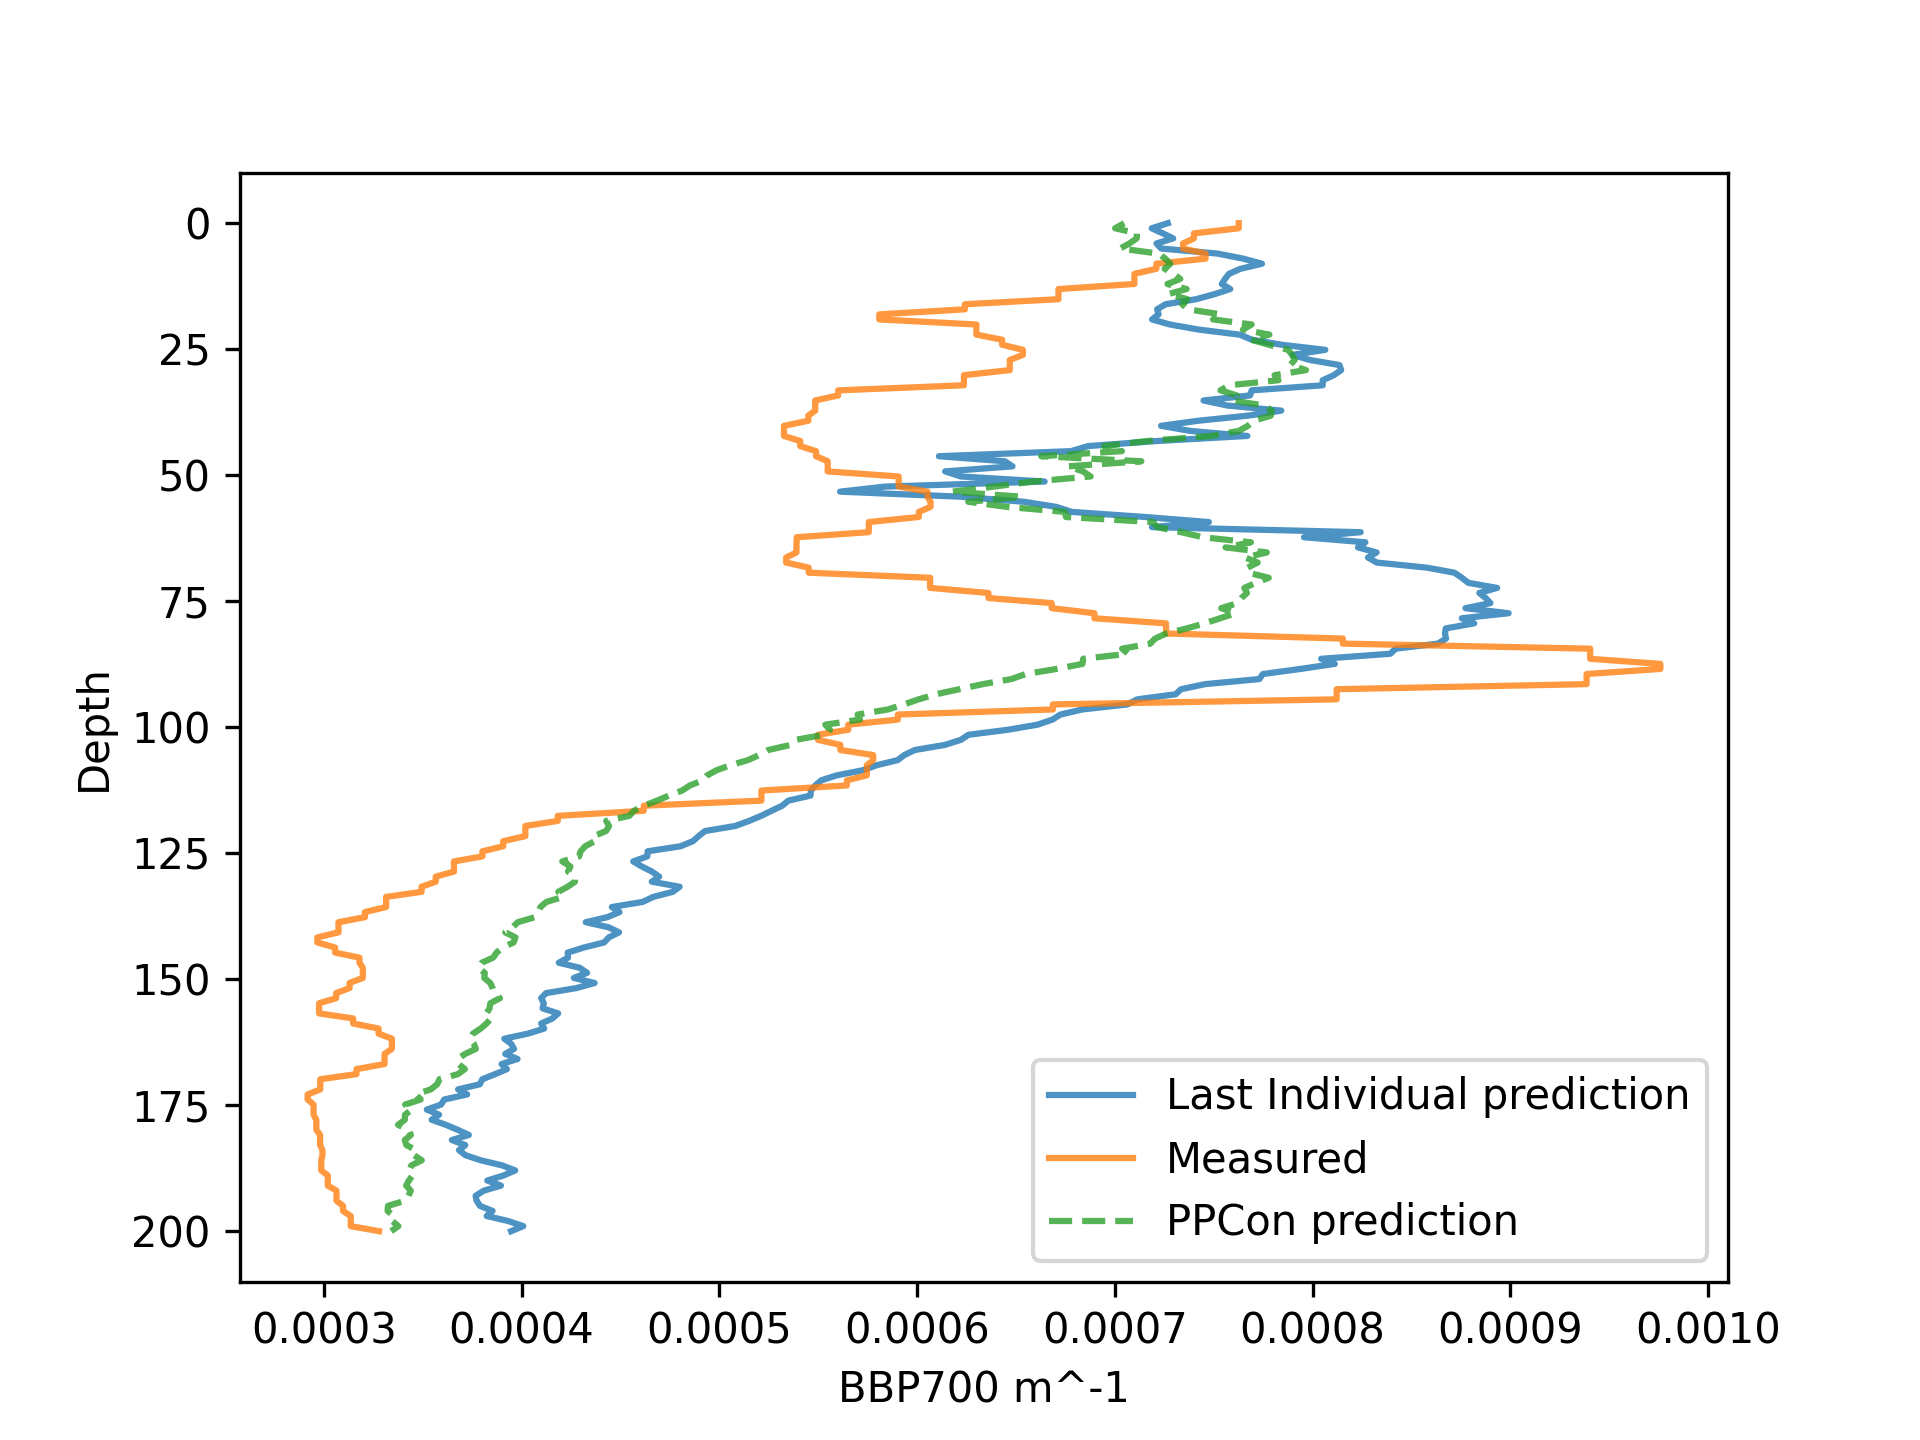 0
25
50
75
100
125
150
175
200
Depth
0.0003 0.0004 0.0005 0.0006 0.0007 0.0008 0.0009 0.0010
BBP700 m^-1
Last Individual prediction
Measured
PPCon prediction